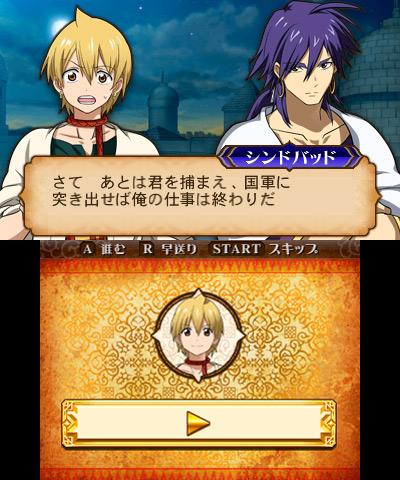 シンドバッド
さて　あとは君を捕まえ、国軍に
突き出せば俺の仕事は終わりだ
A 進む　R 早送り　START スキップ